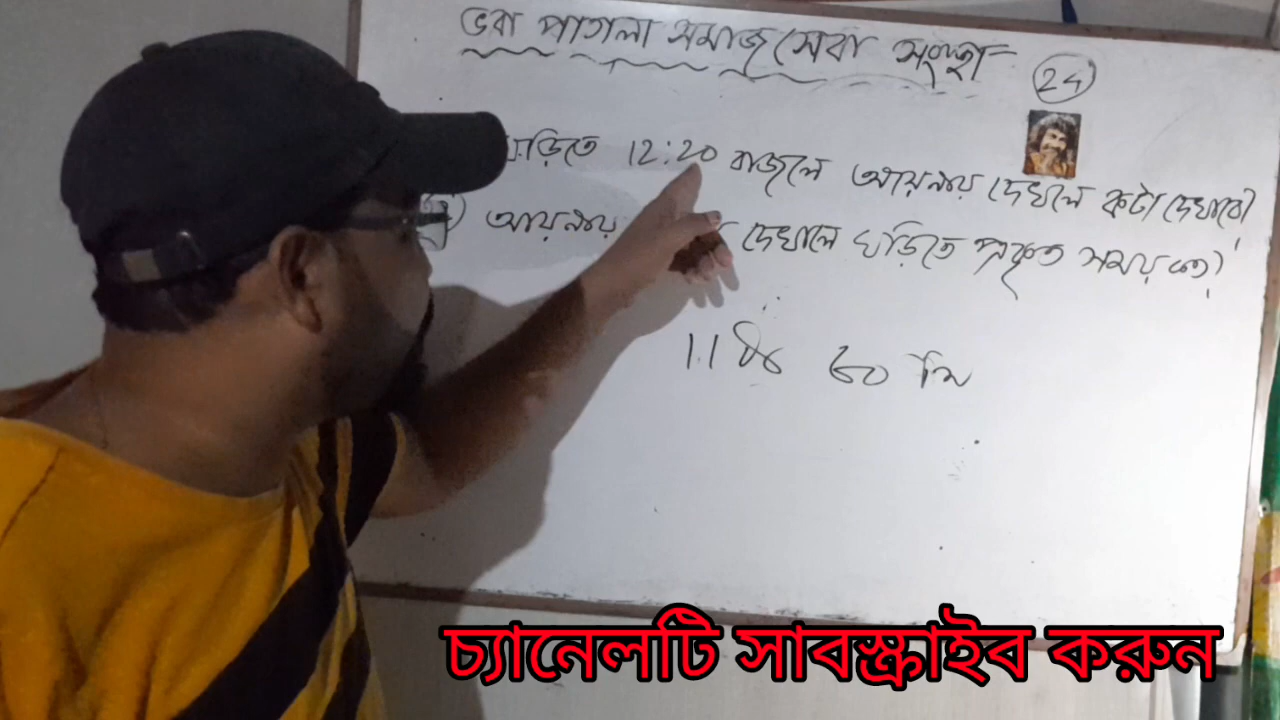 ভবা পাগলা সমাজ সেবা সংস্থা
24
ঘড়িতে 12:20 বাজলে আয়নায় দেখলে কটা দেখাবে?
আয়নায় দেখালে ঘড়িতে প্রকৃত সময় কত?
11 ঘঃ 60 মি
চ্যানেলটি সাবস্ক্রাইব করুন